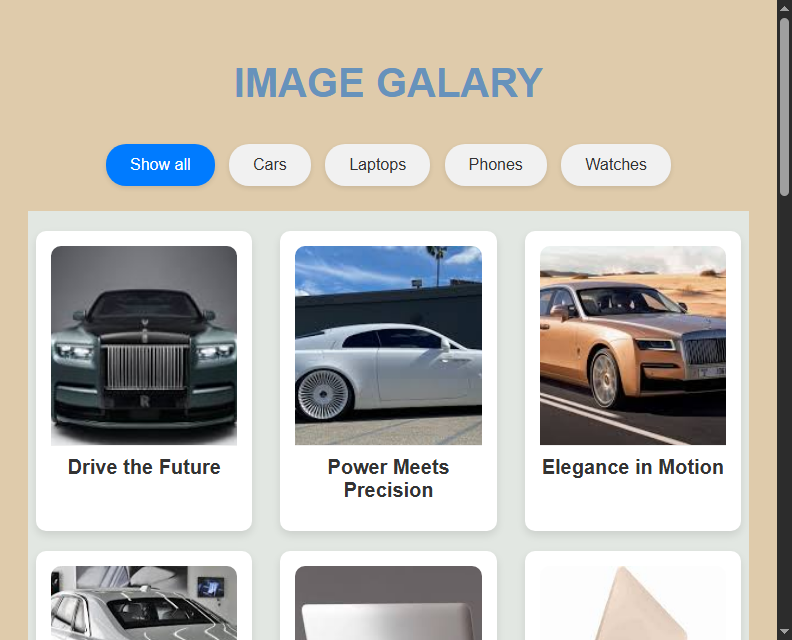 IMAGE GALARY
Show all
Cars
Laptops
Phones
Watches
Drive the Future
Power Meets
Precision
Elegance in Motion